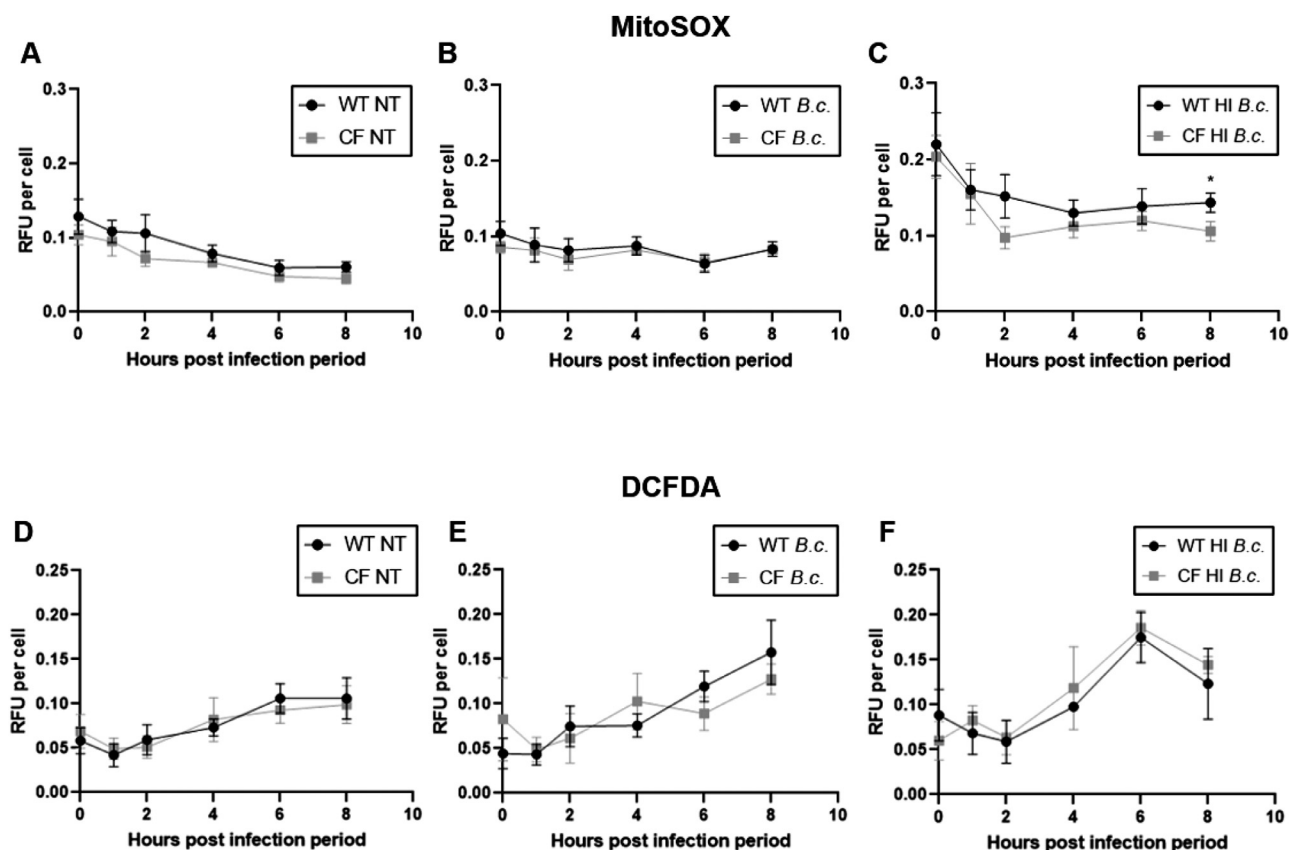 MitoSOX
A
B
C
0.3
0.2
0.1
0.0
RFU per cell
WT NT
CF NT
0 2 4 6 8 10
Hours post infection period
0.3
0.2
0.1
0.0
RFU per cell
WT B.c.
CF B.c.
0 2 4 6 8 10
Hours post infection period
0.3
0.2
0.1
0.0
RFU per cell
WT HI B.c.
CF HI B.c.
*
0 2 4 6 8 10
Hours post infection period
DCFDA
D
E
F
0.25
0.20
0.15
0.10
0.05
0.00
RFU per cell
WT NT
CF NT
0 2 4 6 8 10
Hours post infection period
0.25
0.20
0.15
0.10
0.05
0.00
RFU per cell
WT B.c.
CF B.c.
0 2 4 6 8 10
Hours post infection period
0.25
0.20
0.15
0.10
0.05
0.00
RFU per cell
WT HI B.c.
CF HI B.c.
0 2 4 6 8 10
Hours post infection period